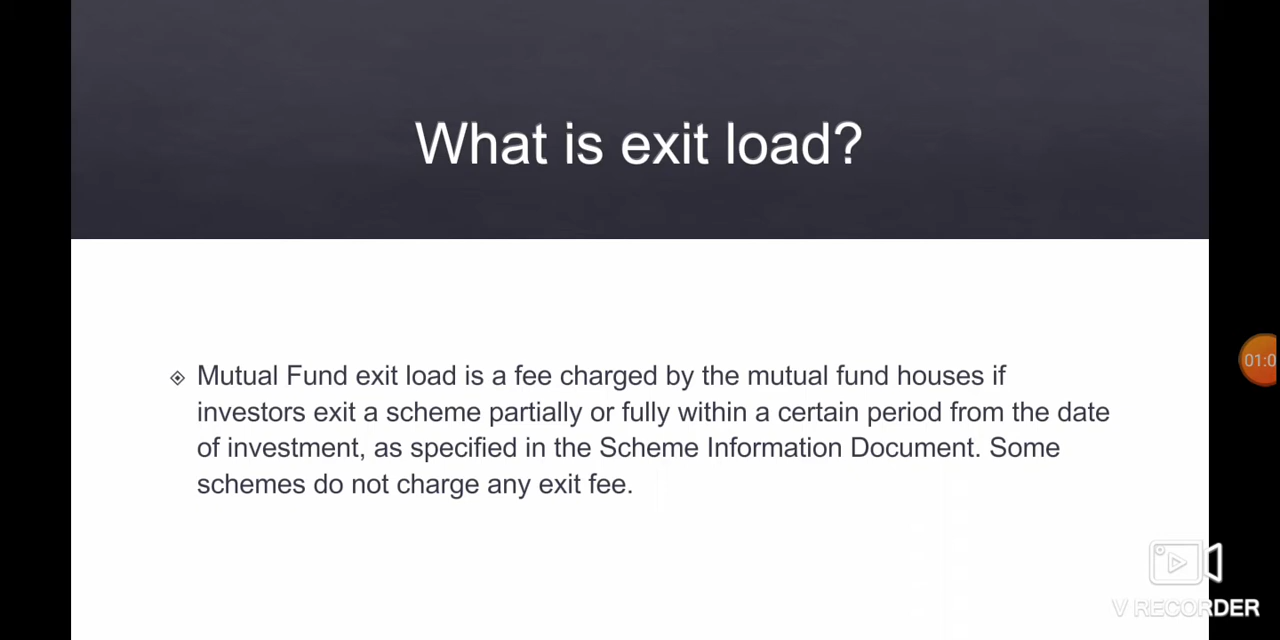 What is exit load?
Mutual Fund exit load is a fee charged by the mutual fund houses if
investors exit a scheme partially or fully within a certain period from the date
of investment, as specified in the Scheme Information Document. Some
schemes do not charge any exit fee.
01:0
V RECORDER